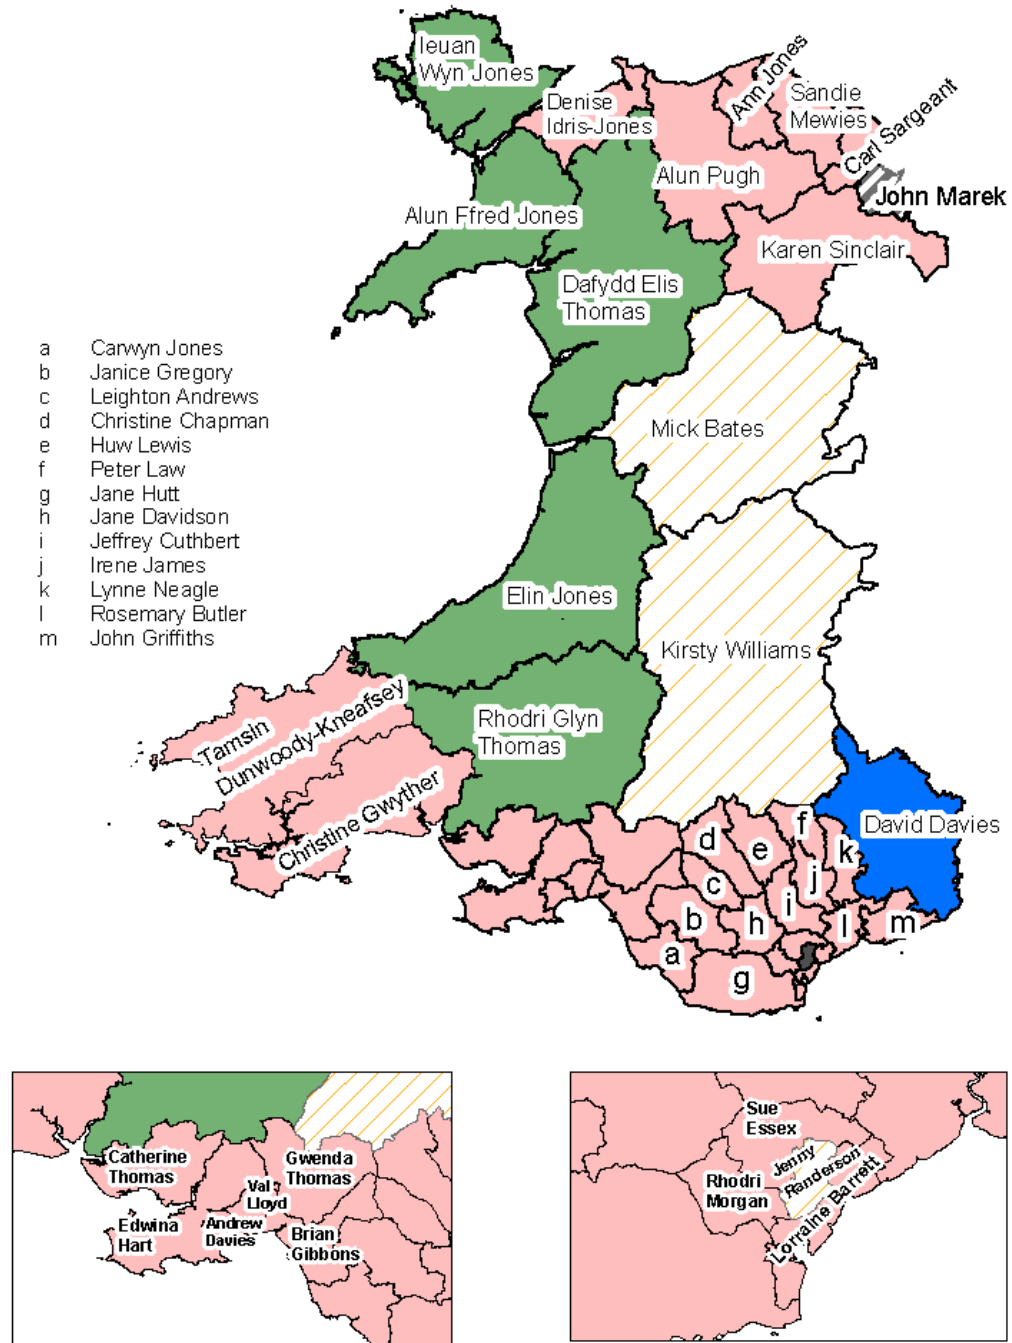 Ieuan
Wyn Jones
Denise
Idris-Jones
Ann Jones
Sandie
Mewies
Carl Sargeant
Alun Pugh
John Marek
Alun Ffred Jones
Karen Sinclair
Dafydd Elis
Thomas
a Carwyn Jones
b Janice Gregory
c Leighton Andrews
d Christine Chapman
e Huw Lewis
f Peter Law
g Jane Hutt
h Jane Davidson
i Jeffrey Cuthbert
j Irene James
k Lynne Neagle
l Rosemary Butler
m John Griffiths
Mick Bates
Elin Jones
Kirsty Williams
Tamsin
Dunwoody-Kneafsey
Rhodri Glyn
Thomas
Christine Gwyther
David Davies
d
e
f
k
c
j
b
h
i
l
m
a
g
Catherine
Thomas
Gwenda
Thomas
Val
Lloyd
Edwina
Hart
Andrew
Davies
Brian
Gibbons
Sue
Essex
Jenny
Randerson
Rhodri
Morgan
Lorraine Barrett